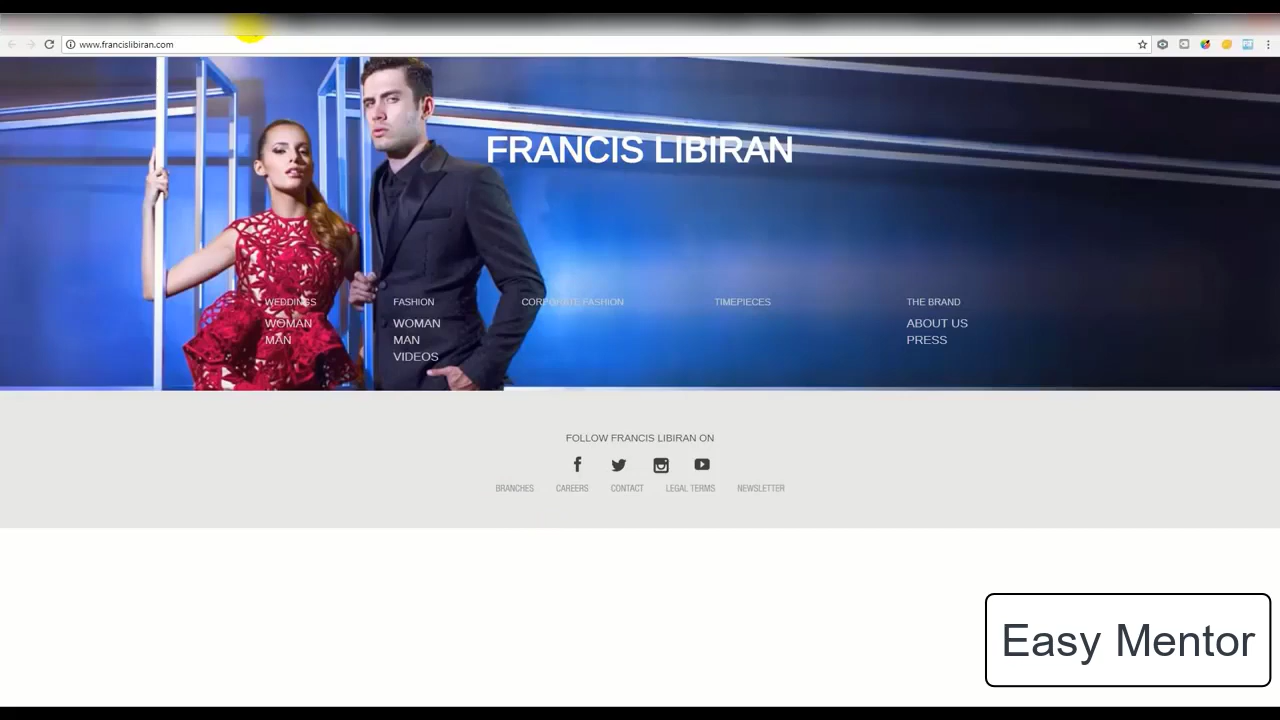 www.francislibiran.com
FRANCIS LIBIRAN
WEDDINGS FASHION CORPORATE FASHION TIMEPIECES THE BRAND
WOMAN WOMAN ABOUT US
MAN MAN PRESS
VIDEOS
FOLLOW FRANCIS LIBIRAN ON
BRANCHES CAREERS CONTACT LEGAL TERMS NEWSLETTER
Easy Mentor